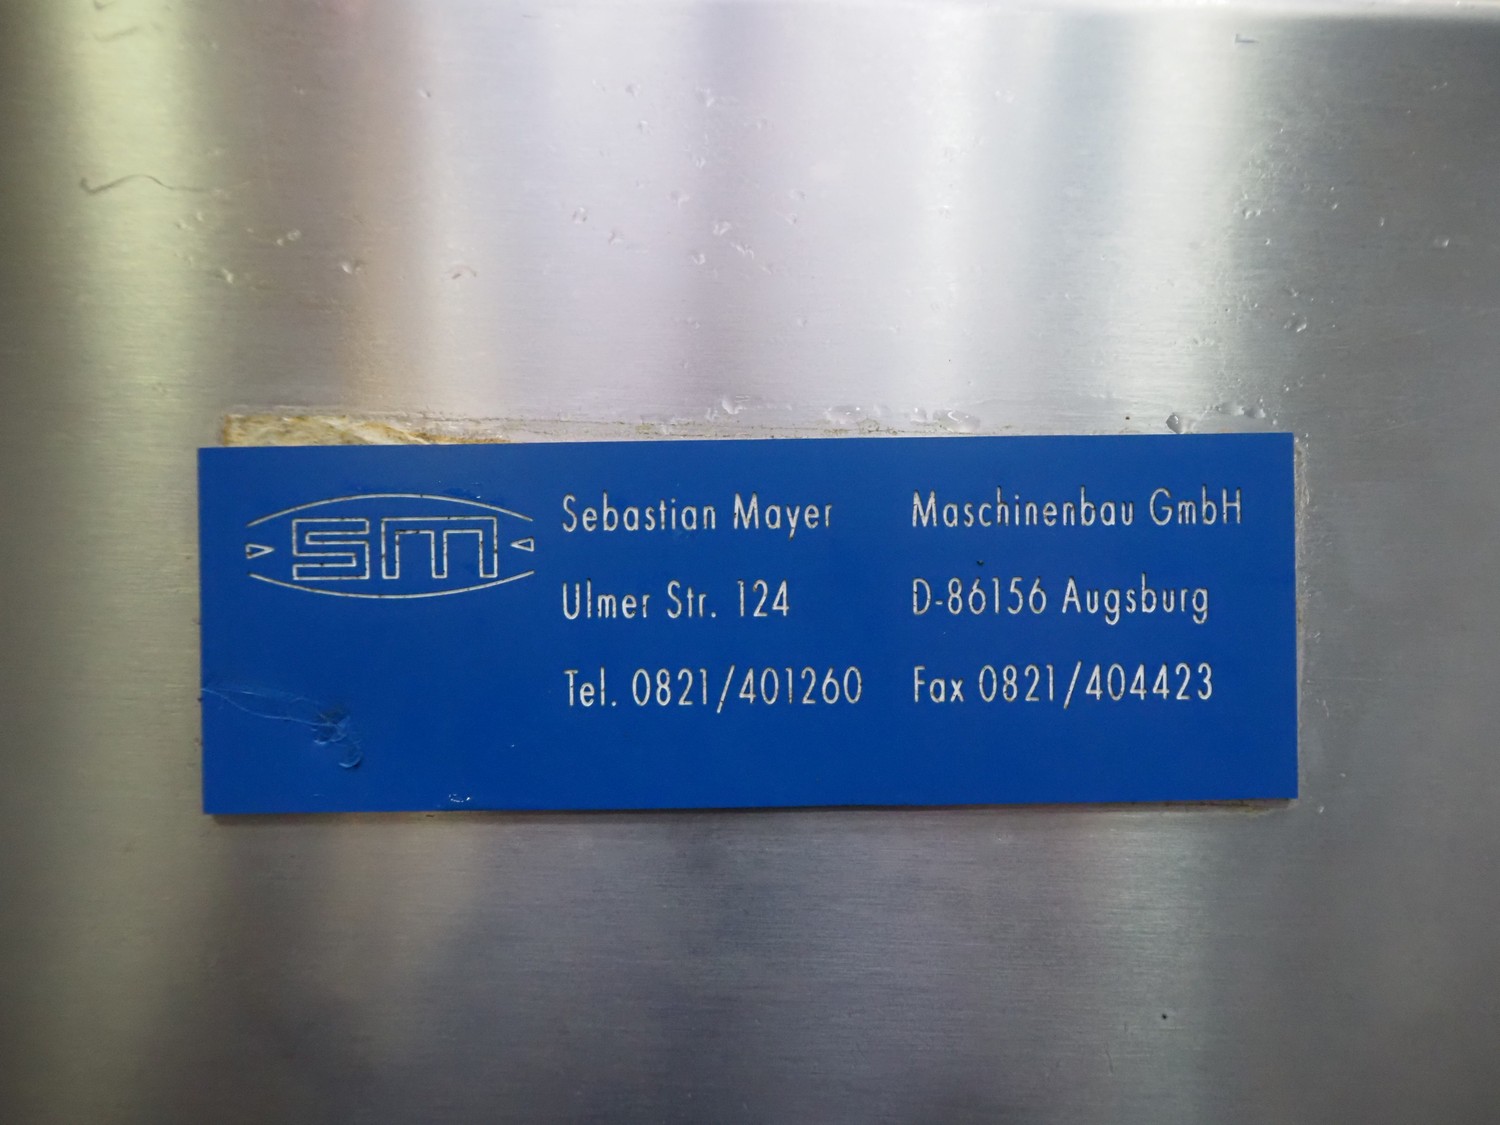 SM
Sebastian Mayer Maschinenbau GmbH
Ulmer Str. 124 D-86156 Augsburg
Tel. 0821/401260 Fax 0821/404423